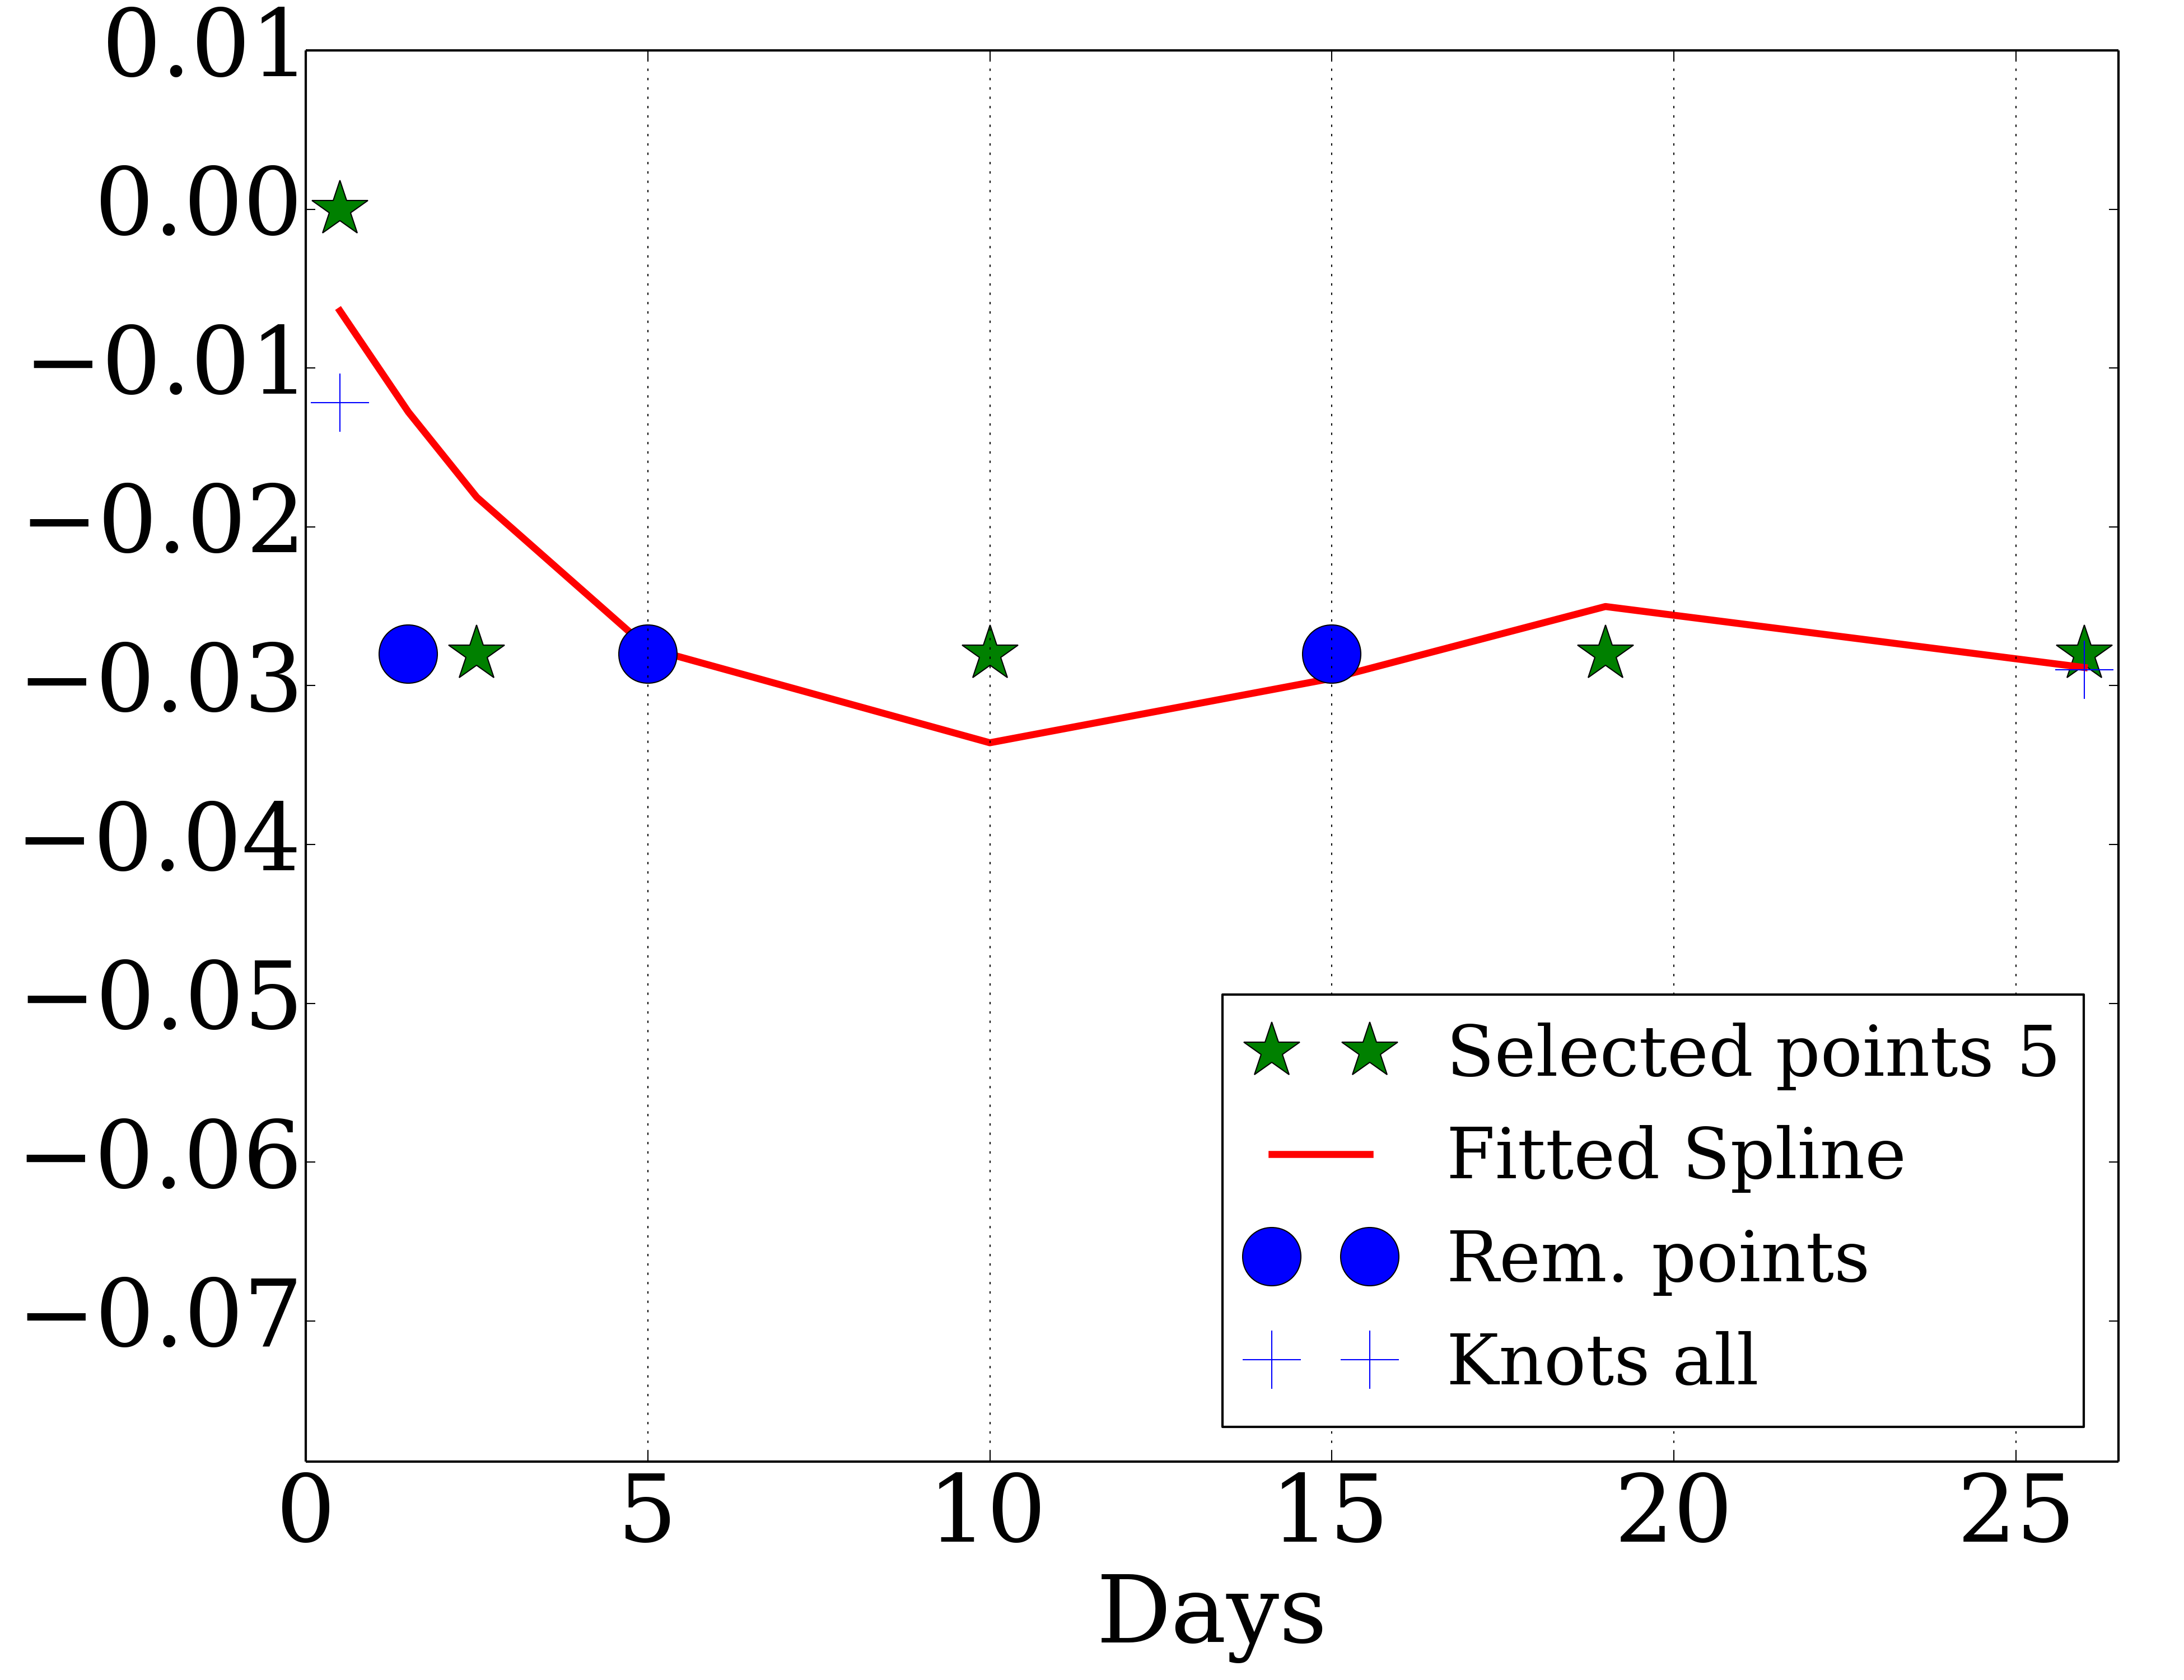 0.01
0.00
−0.01
−0.02
−0.03
−0.04
−0.05
−0.06
−0.07
Selected points 5
Fitted Spline
Rem. points
Knots all
0 5 10 15 20 25
Days